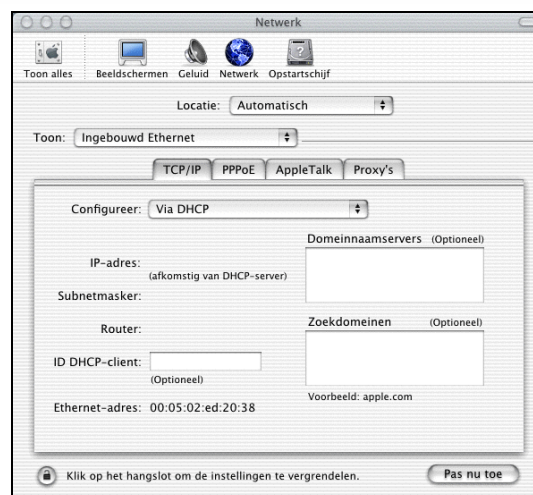 Netwerk
Toon alles Beeldschermen Geluid Netwerk Opstartschijf
Locatie: Automatisch
Toon: Ingebouwd Ethernet
TCP/IP PPPoE AppleTalk Proxy's
Configureer: Via DHCP
Domeinnaamservers (Optioneel)
IP-adres:
(afkomstig van DHCP-server)
Subnetmasker:
Router:
Zoekdomeinen (Optioneel)
ID DHCP-client:
(Optioneel)
Voorbeeld: apple.com
Ethernet-adres: 00:05:02:ed:20:38
Klik op het hangslot om de instellingen te vergrendelen. Pas nu toe